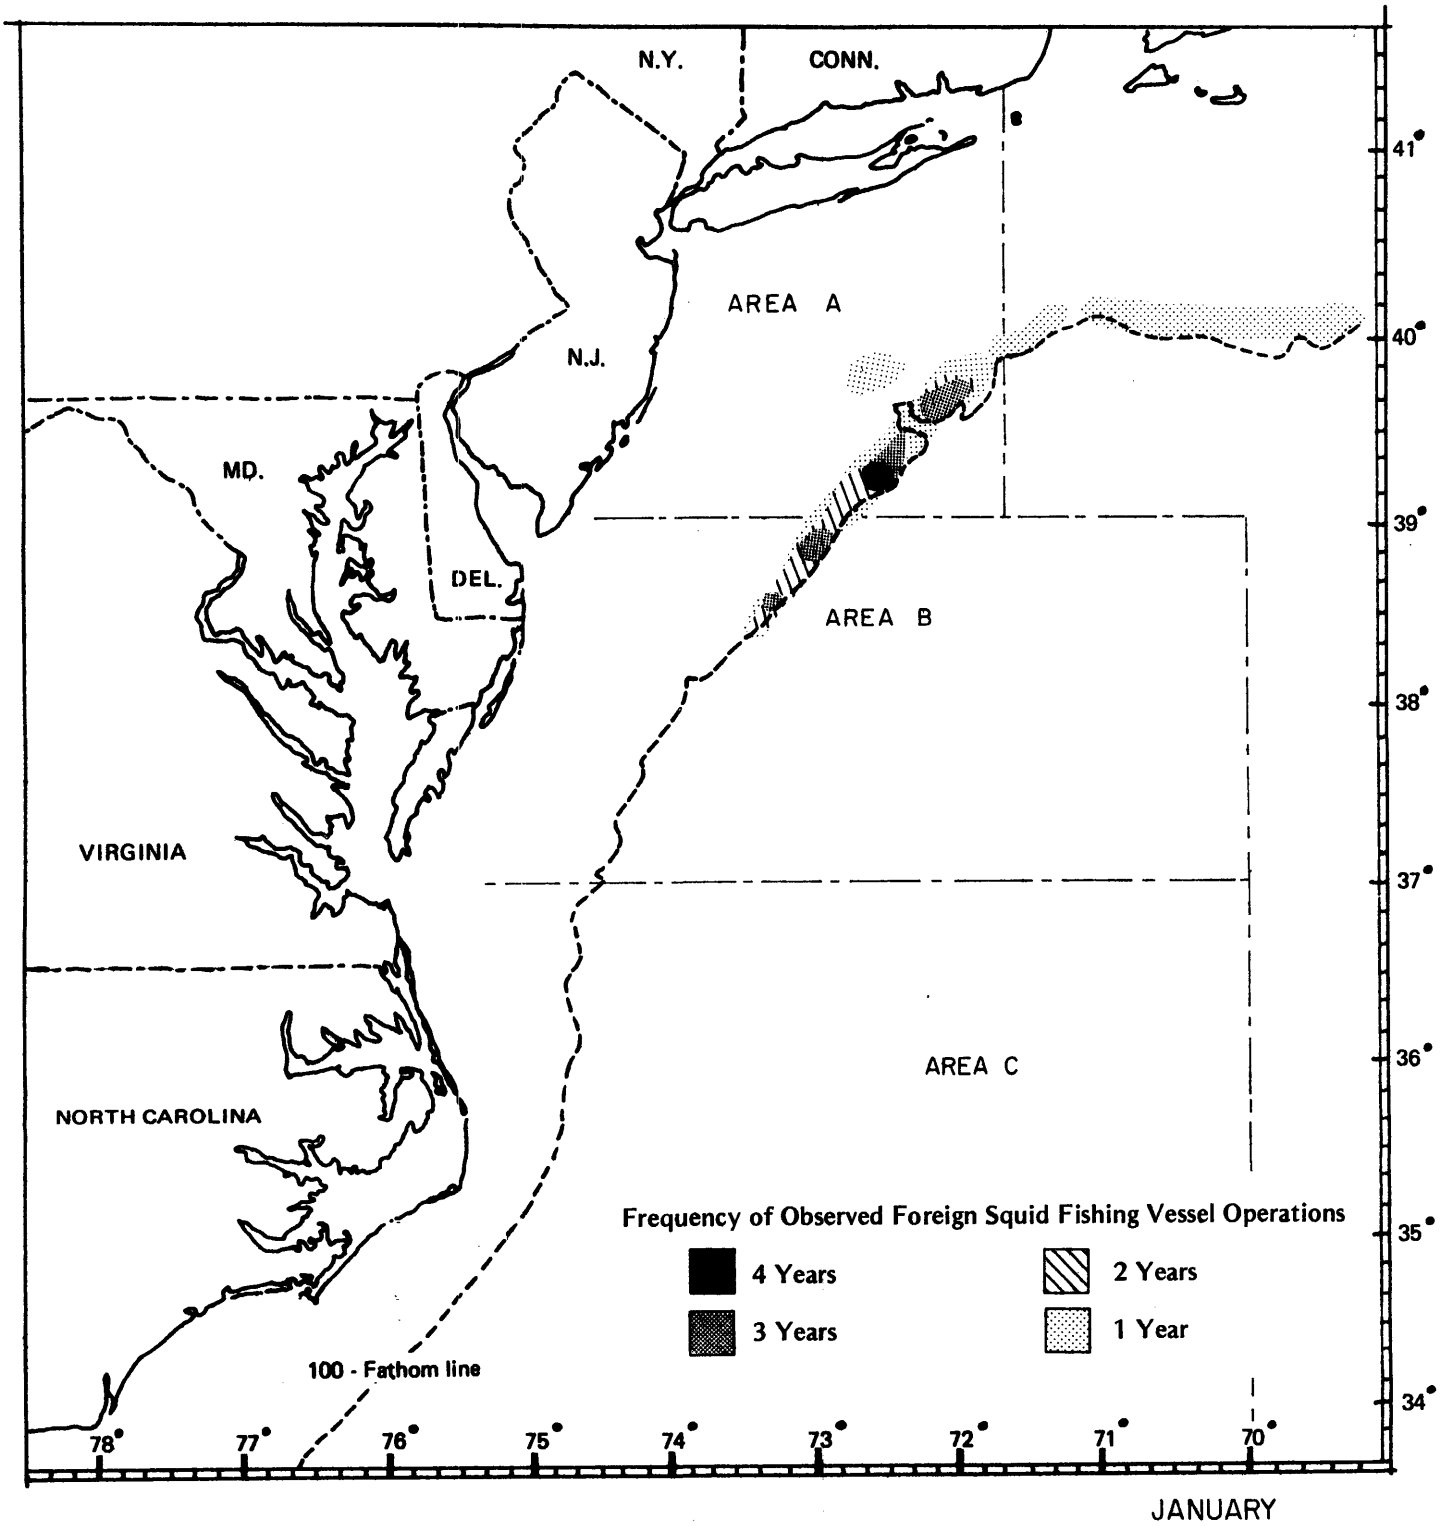 N.Y. CONN.
41°
AREA A
40°
N.J.
MD.
39°
DEL.
AREA B
38°
VIRGINIA
37°
36°
AREA C
NORTH CAROLINA
Frequency of Observed Foreign Squid Fishing Vessel Operations
35°
4 Years 2 Years
3 Years 1 Year
100 - Fathom line
34°
78° 77° 76° 75° 74° 73° 72° 71° 70°
JANUARY